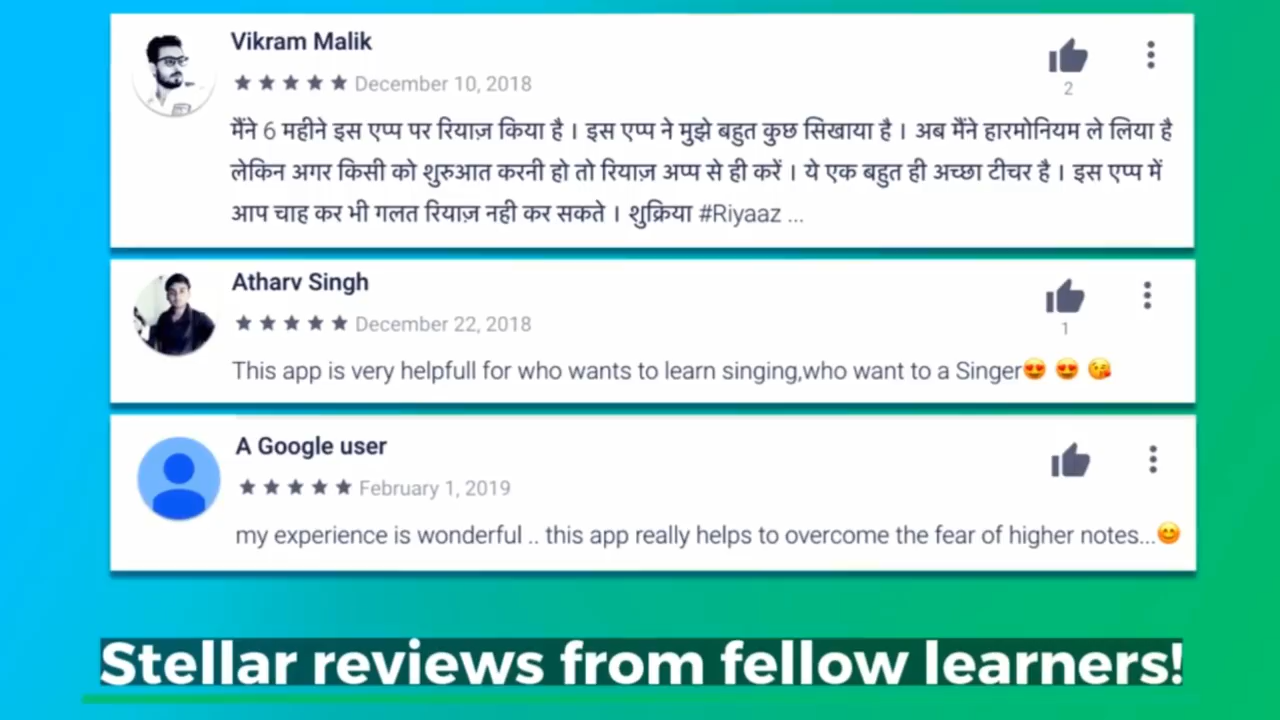 Vikram Malik
★★★★★ December 10, 2018
2
मैंने 6 महीने इस एप्प पर रियाज़ किया है । इस एप्प ने मुझे बहुत कुछ सिखाया है । अब मैंने हारमोनियम ले लिया है
लेकिन अगर किसी को शुरुआत करनी हो तो रियाज़ अप्प से ही करें । ये एक बहुत ही अच्छा टीचर है । इस एप्प में
आप चाह कर भी गलत रियाज़ नही कर सकते । शुक्रिया #Riyaaz ...
Atharv Singh
★★★★★ December 22, 2018
1
This app is very helpfull for who wants to learn singing,who want to a Singer😍 😍 😘
A Google user
★★★★★ February 1, 2019
my experience is wonderful .. this app really helps to overcome the fear of higher notes...😊
Stellar reviews from fellow learners!